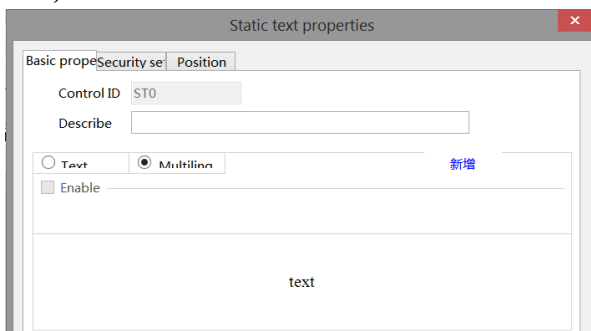 Static text properties
Basic prope Security se Position
Control ID ST0
Describe
Text Multiling 新增
Enable
text